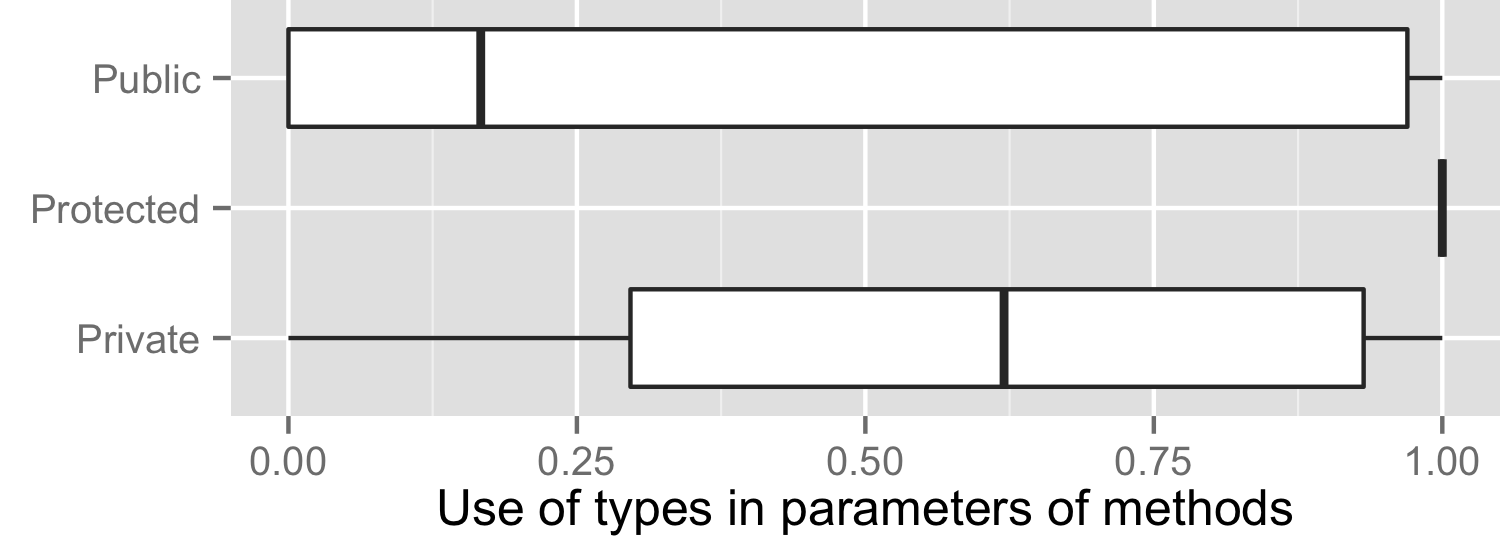 Public
Protected
Private
0.00 0.25 0.50 0.75 1.00
Use of types in parameters of methods